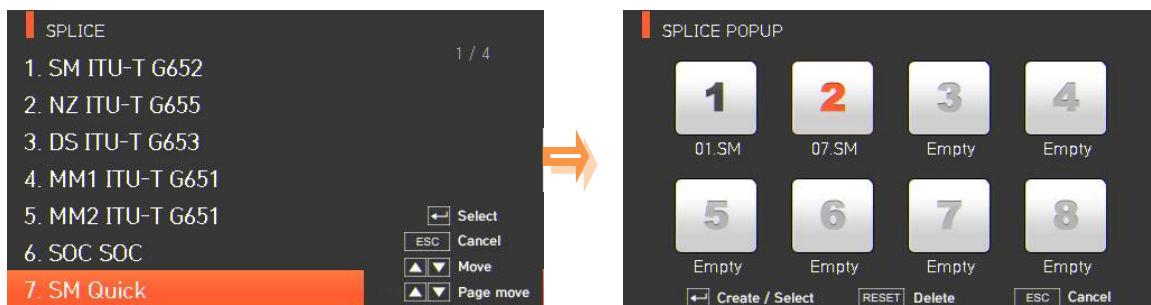 SPLICE
1 / 4
1. SM ITU-T G652
2. NZ ITU-T G655
3. DS ITU-T G653
4. MM1 ITU-T G651
5. MM2 ITU-T G651
6. SOC SOC
7. SM Quick
Select
ESC Cancel
Move
Page move
SPLICE POPUP
1 2 3 4
01.SM 07.SM Empty Empty
5 6 7 8
Empty Empty Empty Empty
Create / Select RESET Delete ESC Cancel